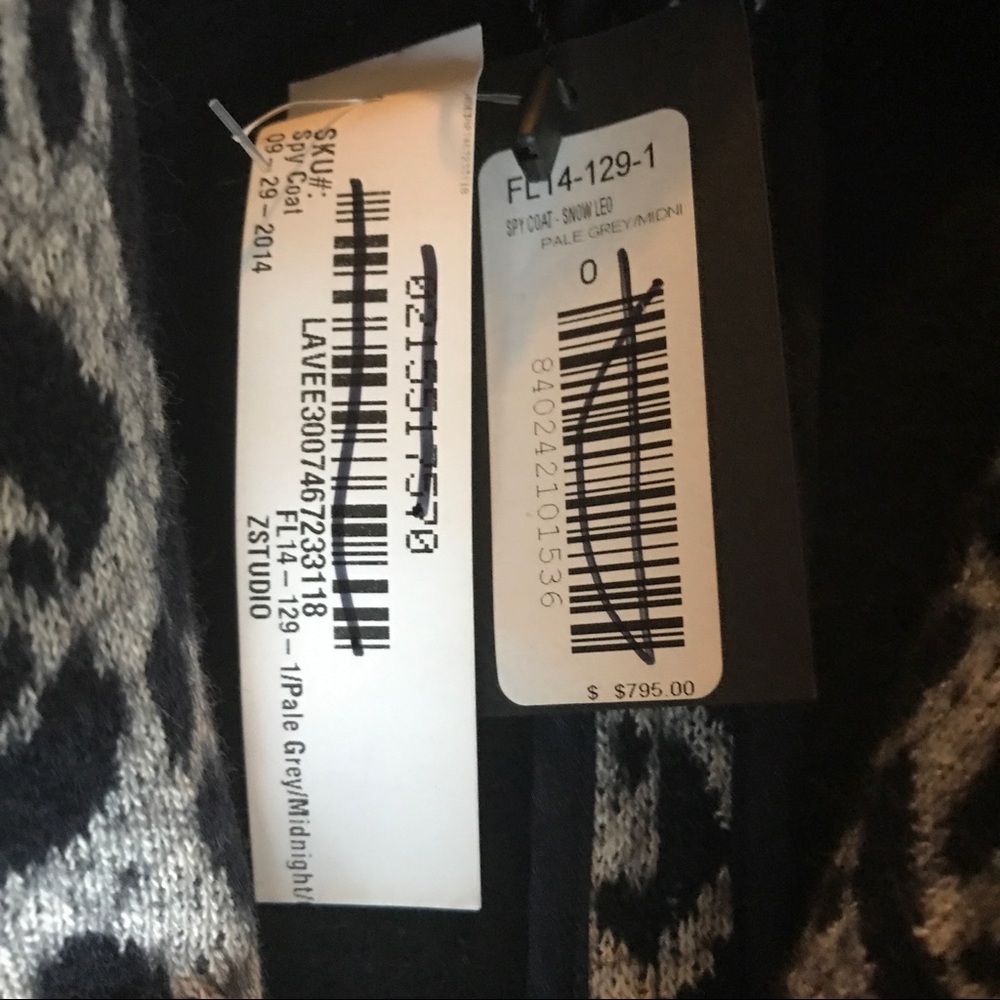 SKU#:
Spy Coat
09-29-2014
0215517570
LAVEE3007467233118
FL14-129-1/Pale Grey/Midnight/
ZSTUDIO
FL14-129-1
SPY COAT - SNOW LEO
PALE GREY/MIDNI
0
840242101536
$ $795.00